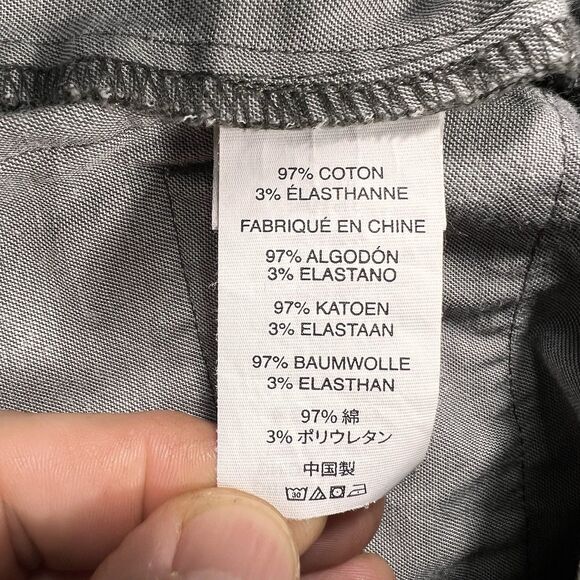 97% COTON
3% ÉLASTHANNE
FABRIQUÉ EN CHINE
97% ALGODÓN
3% ELASTANO
97% KATOEN
3% ELASTAAN
97% BAUMWOLLE
3% ELASTHAN
97% 綿
3% ポリウレタン
中国製
30